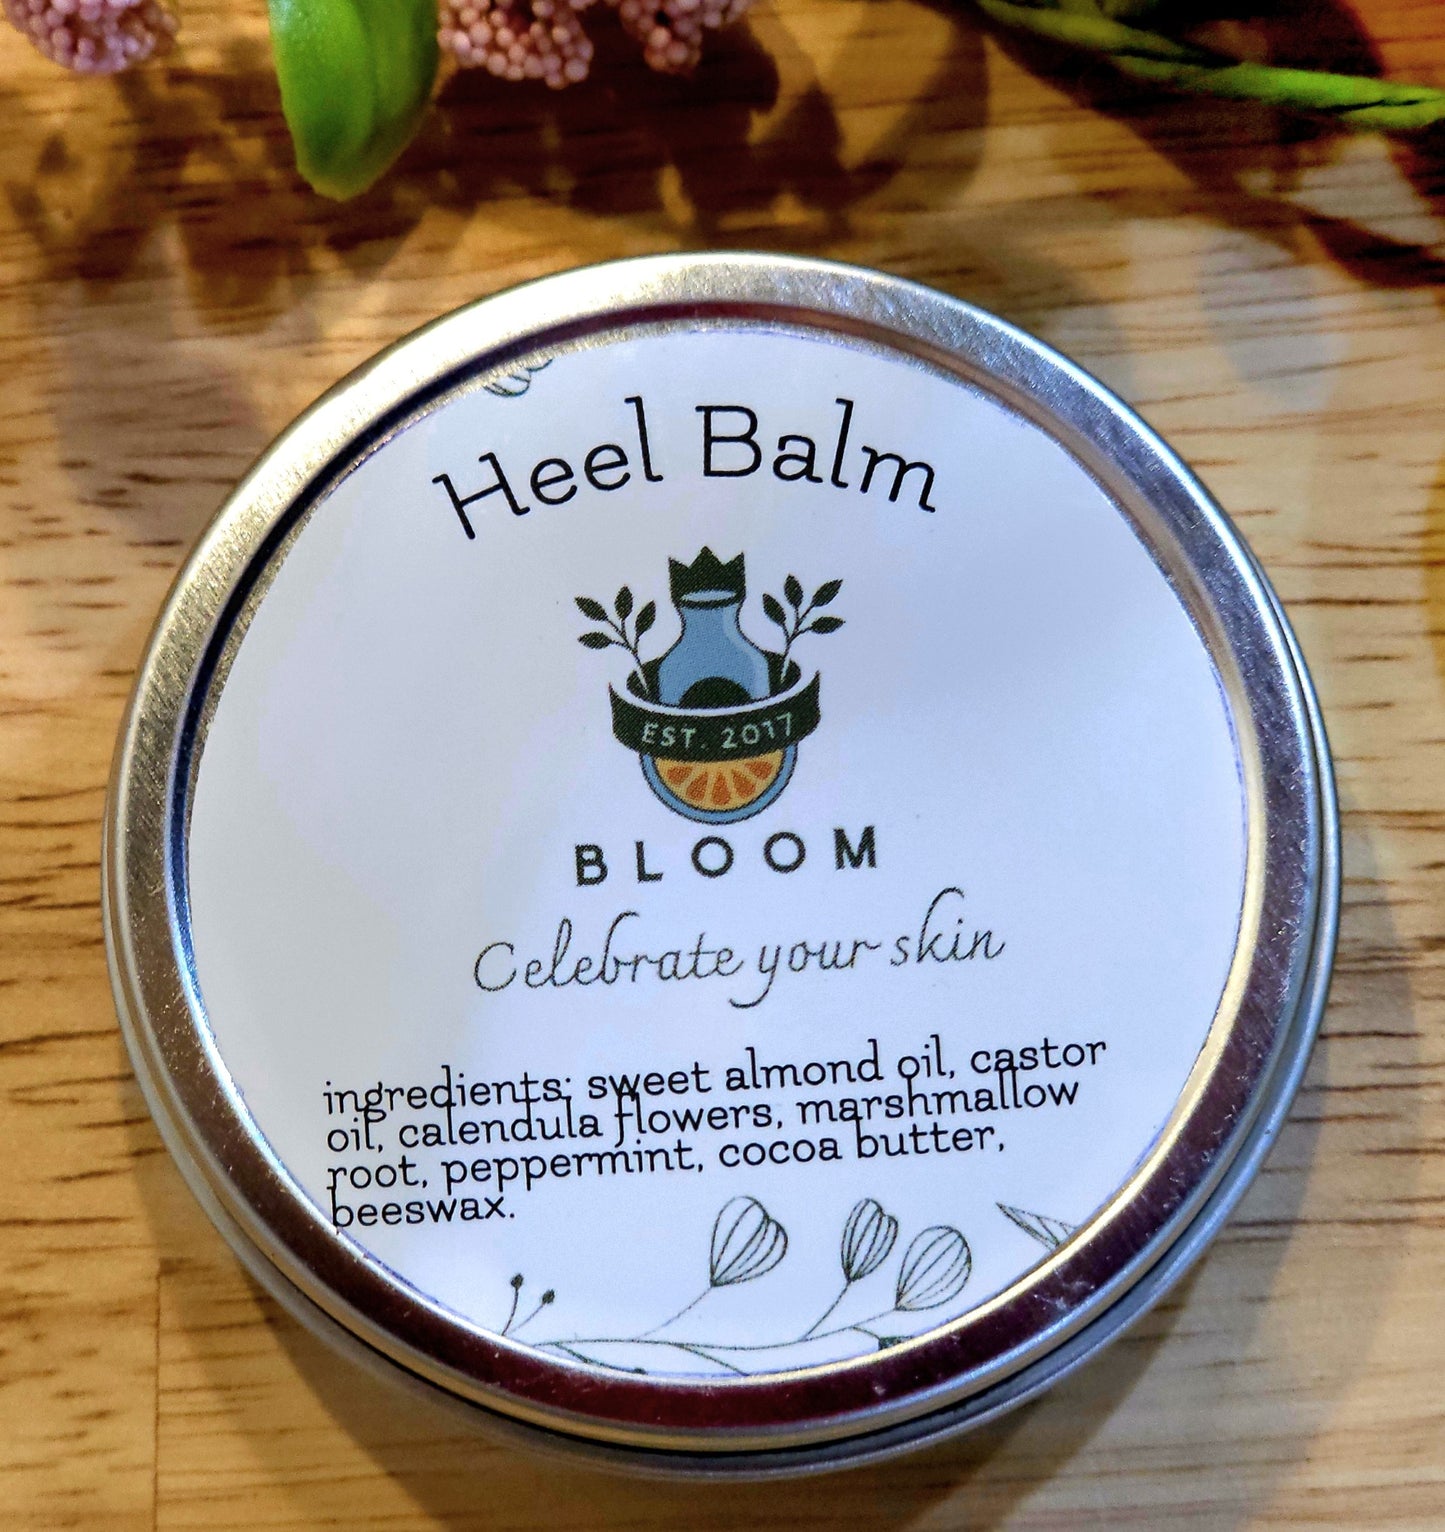 Heel Balm
EST. 2017
BLOOM
Celebrate your skin
ingredients: sweet almond oil, castor
oil, calendula flowers, marshmallow
root, peppermint, cocoa butter,
beeswax.